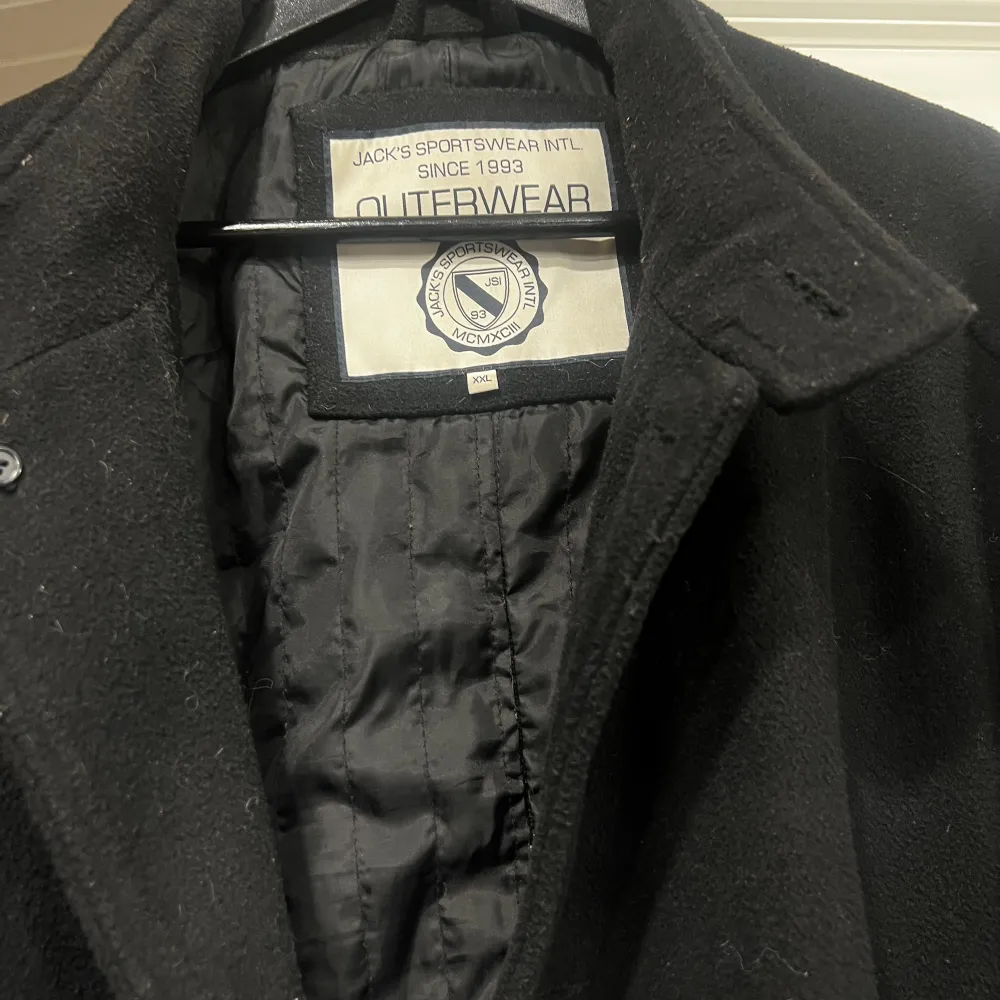 JACK'S SPORTSWEAR INTL.
SINCE 1993
OUTERWEAR
JACK'S SPORTSWEAR INTL
JSI
93
MCMXCIII
XXL